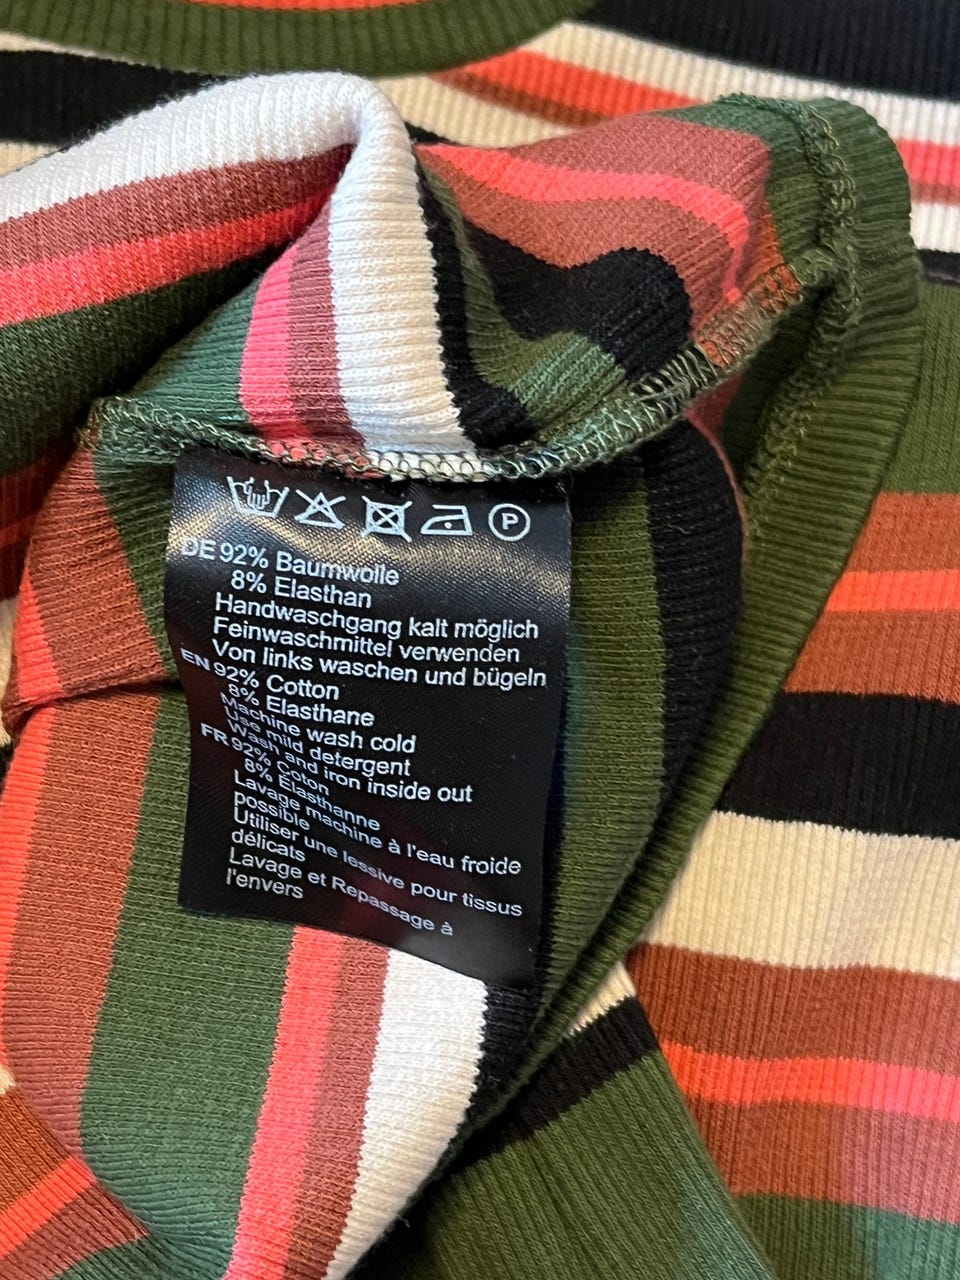 P
DE 92% Baumwolle
8% Elasthan
Handwaschgang kalt möglich
Feinwaschmittel verwenden
Von links waschen und bügeln
EN 92% Cotton
8% Elasthane
Machine wash cold
Use mild detergent
Wash and iron inside out
FR 92% Coton
8% Élasthanne
Lavage machine à l'eau froide
possible
Utiliser une lessive pour tissus
délicats
Lavage et Repassage à
l'envers